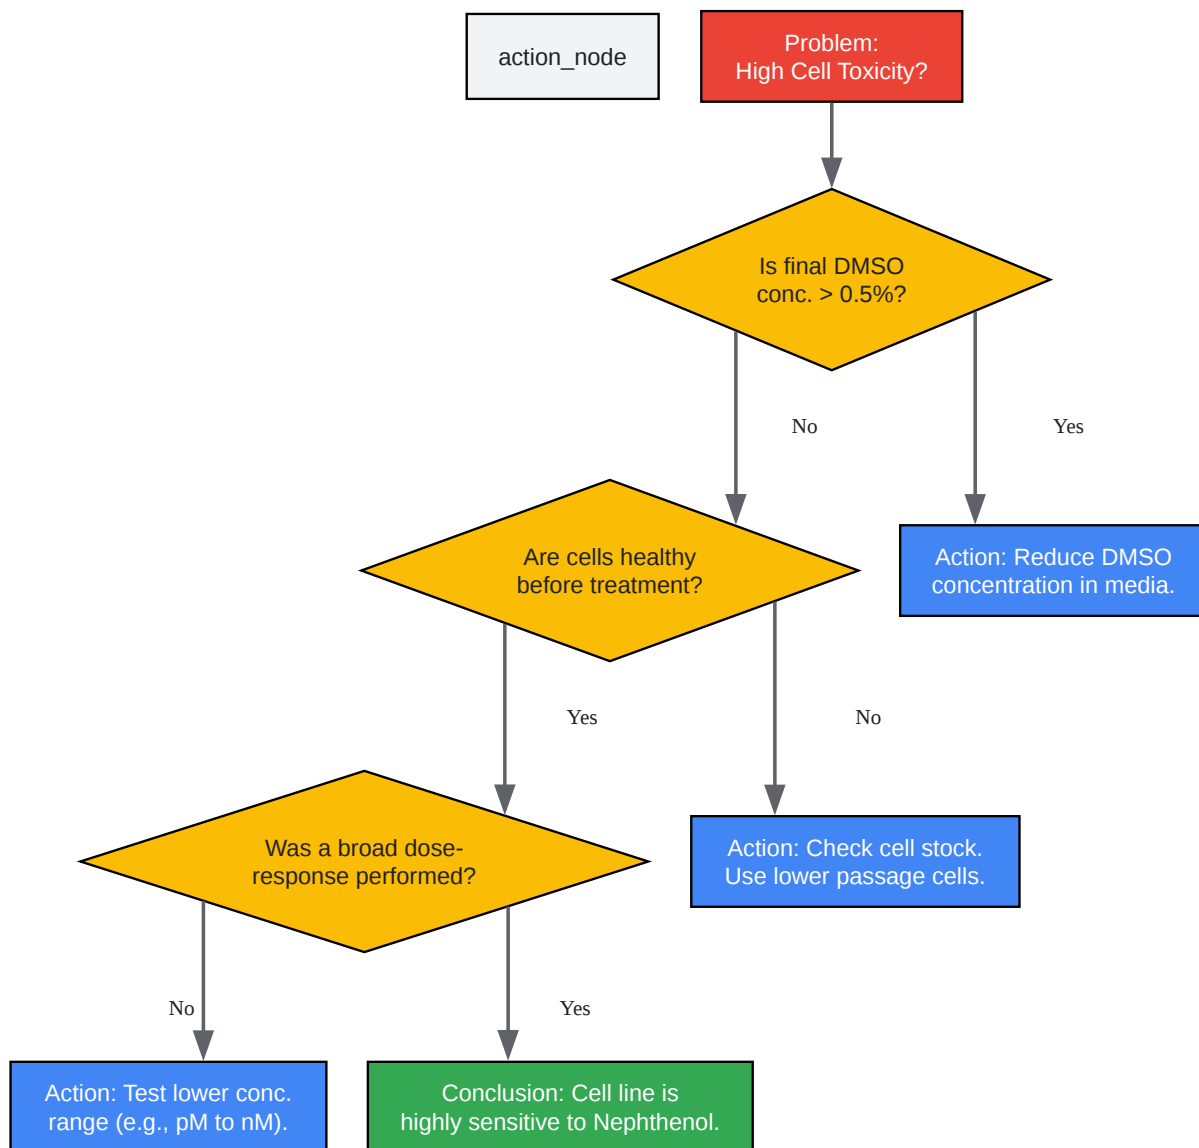 action_node
Problem:
High Cell Toxicity?
Is final DMSO
conc. > 0.5%?
No
Yes
Are cells healthy
before treatment?
Action: Reduce DMSO
concentration in media.
Yes
No
Was a broad dose-
response performed?
Action: Check cell stock.
Use lower passage cells.
No
Yes
Action: Test lower conc.
range (e.g., pM to nM).
Conclusion: Cell line is
highly sensitive to Nephthenol.